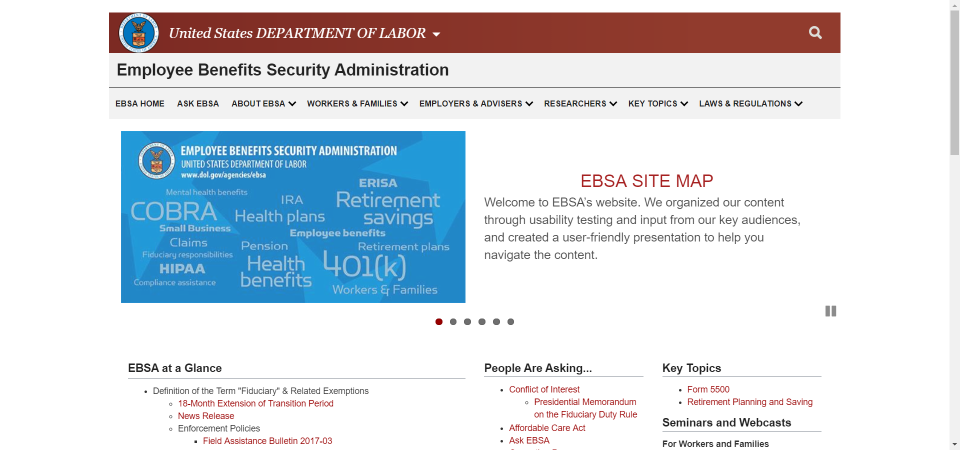 United States DEPARTMENT OF LABOR
Employee Benefits Security Administration
EBSA HOME ASK EBSA ABOUT EBSA WORKERS & FAMILIES EMPLOYERS & ADVISERS RESEARCHERS KEY TOPICS LAWS & REGULATIONS
EMPLOYEE BENEFITS SECURITY ADMINISTRATION
UNITED STATES DEPARTMENT OF LABOR
www.dol.gov/agencies/ebsa
Mental health benefits
ERISA
COBRA
IRA
Retirement savings
Health plans
Small Business
Employee benefits
Claims
Pension
Retirement plans
Fiduciary responsibilities
HIPAA
Health benefits
401(k)
Compliance assistance
Workers & Families
EBSA SITE MAP
Welcome to EBSA's website. We organized our content
through usability testing and input from our key audiences,
and created a user-friendly presentation to help you
navigate the content.
EBSA at a Glance
Definition of the Term "Fiduciary" & Related Exemptions
18-Month Extension of Transition Period
News Release
Enforcement Policies
Field Assistance Bulletin 2017-03
People Are Asking...
Conflict of Interest
Presidential Memorandum
on the Fiduciary Duty Rule
Affordable Care Act
Ask EBSA
Key Topics
Form 5500
Retirement Planning and Saving
Seminars and Webcasts
For Workers and Families